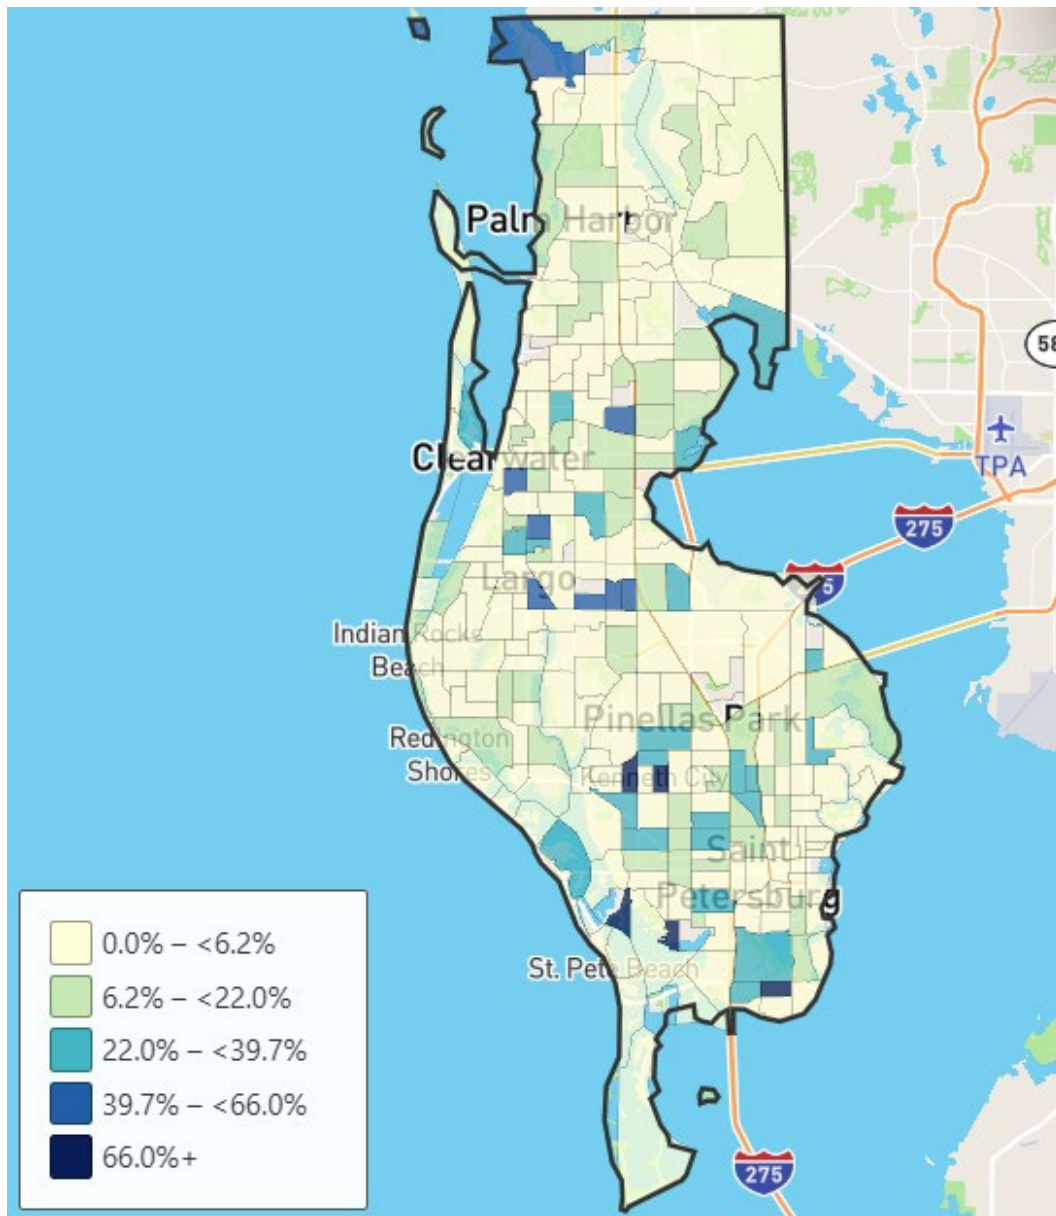 Palm Harbor
58
Clearwater
TPA
275
Largo
275
Indian Rocks
Beach
Pinellas Park
Redington
Shores
Kenneth City
Saint
Petersburg
St. Pete Beach
0.0% – <6.2%
6.2% – <22.0%
22.0% – <39.7%
39.7% – <66.0%
66.0%+
275